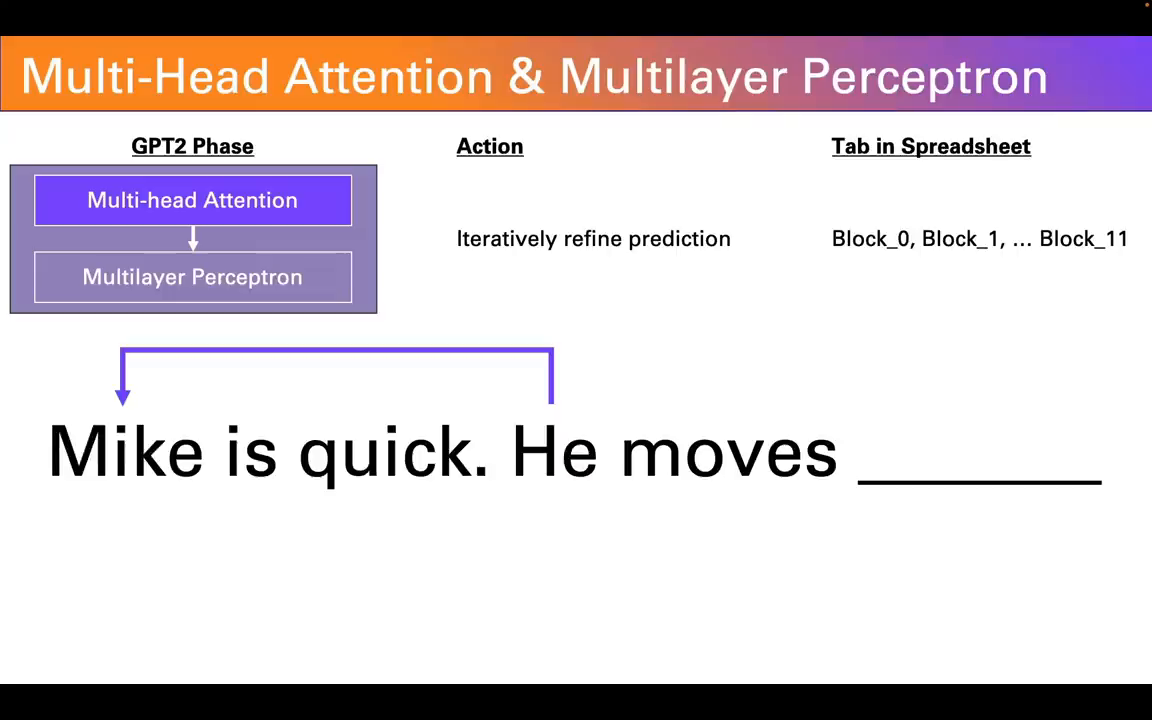 Multi-Head Attention & Multilayer Perceptron
GPT2 Phase
Action
Tab in Spreadsheet
Multi-head Attention
Multilayer Perceptron
Iteratively refine prediction
Block_0, Block_1, ... Block_11
Mike is quick. He moves ________